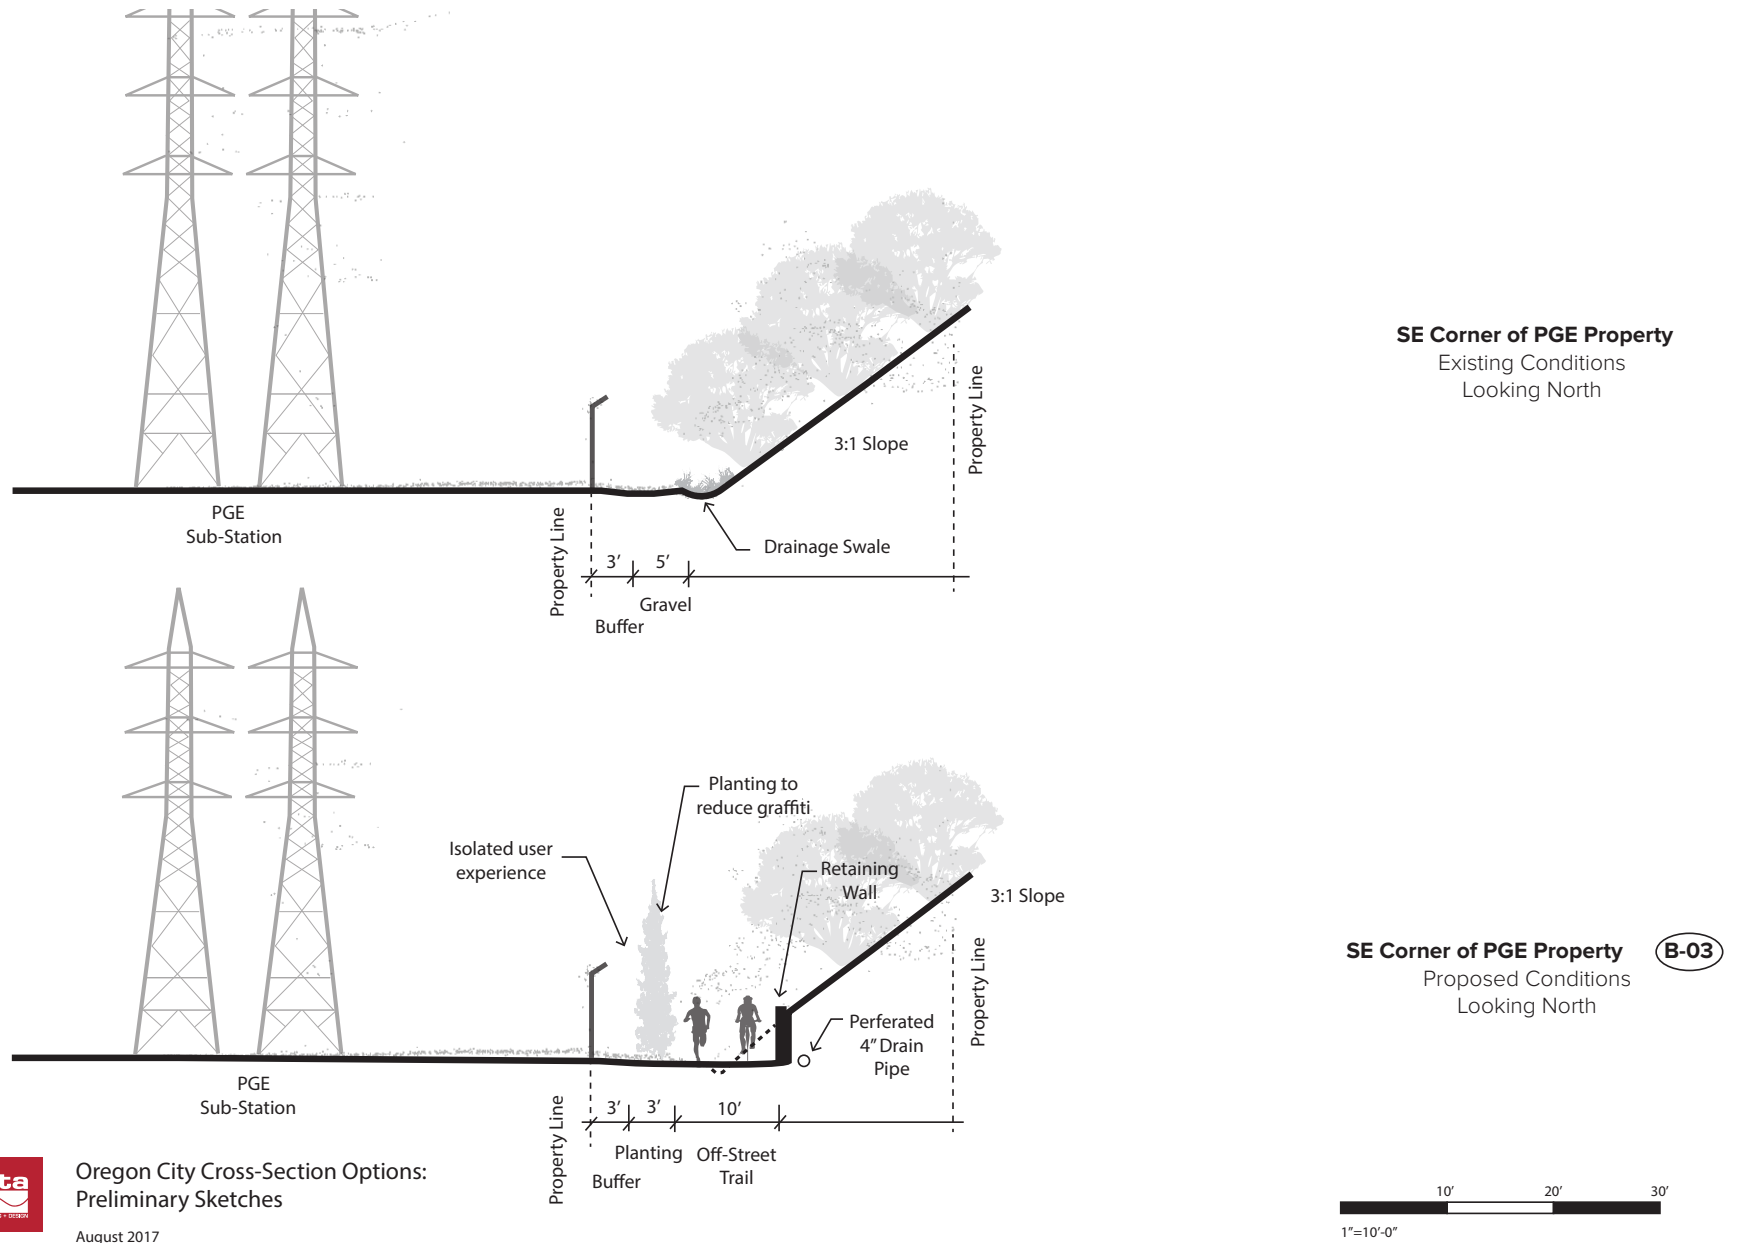 SE Corner of PGE Property
Existing Conditions
Looking North
3:1 Slope
Property Line
PGE
Sub-Station
Property Line
Drainage Swale
3’
5’
Gravel
Buffer
Planting to
reduce graffiti
Isolated user
experience
Retaining
Wall
3:1 Slope
SE Corner of PGE Property
B-03
Proposed Conditions
Looking North
Property Line
Perferated
4” Drain
Pipe
PGE
Sub-Station
Property Line
3’
3’
10’
Planting
Off-Street
Trail
Buffer
ta
+ DESIGN
Oregon City Cross-Section Options:
Preliminary Sketches
August 2017
10’
20’
30’
1”=10’-0”